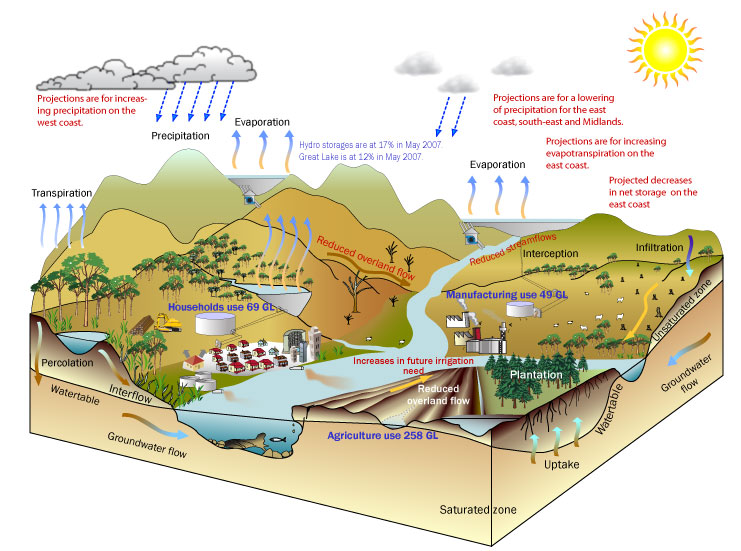 Projections are for increas-
ing precipitation on the
west coast.
Precipitation
Evaporation
Hydro storages are at 17% in May 2007.
Great Lake is at 12% in May 2007.
Projections are for a lowering
of precipitation for the east
coast, south-east and Midlands.
Projections are for increasing
evapotranspiration on the
east coast.
Evaporation
Projected decreases
in net storage on the
east coast
Transpiration
Reduced overland flow
Reduced streamflows
Interception
Infiltration
Households use 69 GL
Manufacturing use 49 GL
Unsaturated zone
Percolation
Increases in future irrigation
need
Plantation
Reduced
overland flow
Watertable
Interflow
Groundwater flow
Agriculture use 258 GL
Watertable
Groundwater
flow
Uptake
Saturated zone